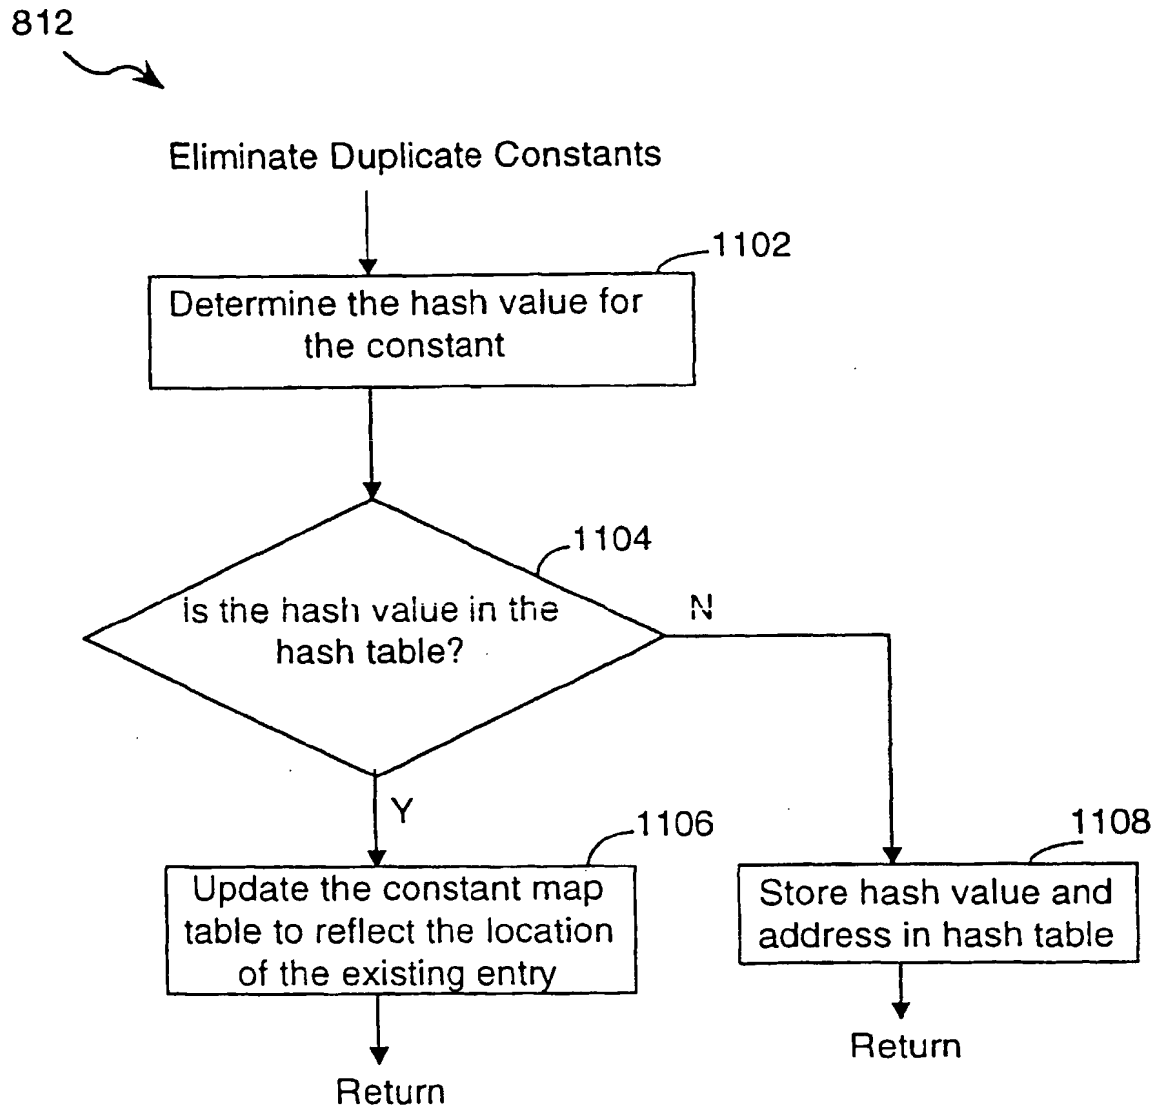 812
Eliminate Duplicate Constants
1102
Determine the hash value for
the constant
1104
is the hash value in the
hash table?
N
Y
1106
Update the constant map
table to reflect the location
of the existing entry
1108
Store hash value and
address in hash table
Return
Return